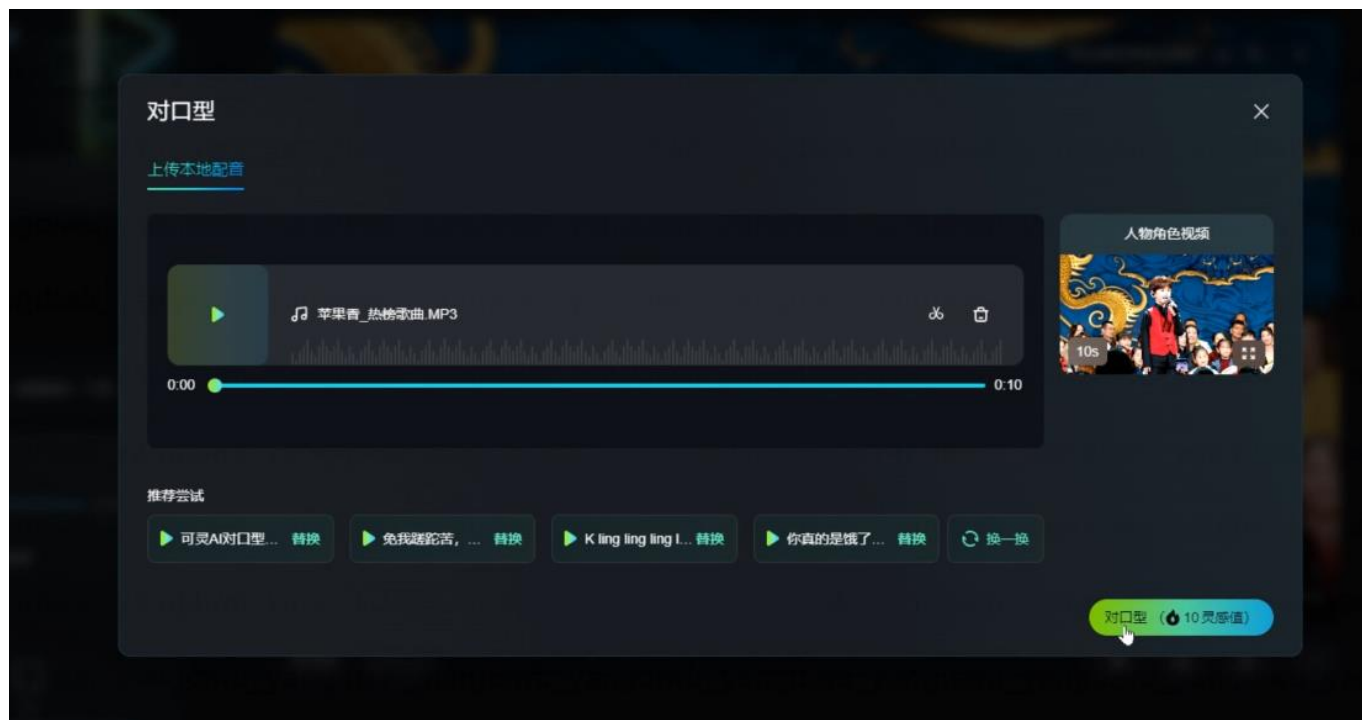 对口型
上传本地配音
人物角色视频
苹果香_热榜歌曲.MP3
10s
0:00
0:10
推荐尝试
可灵AI对口型... 替换
免我蹉跎苦，... 替换
K ling ling ling l... 替换
你真的是饿了... 替换
换一换
对口型 （10灵感值）